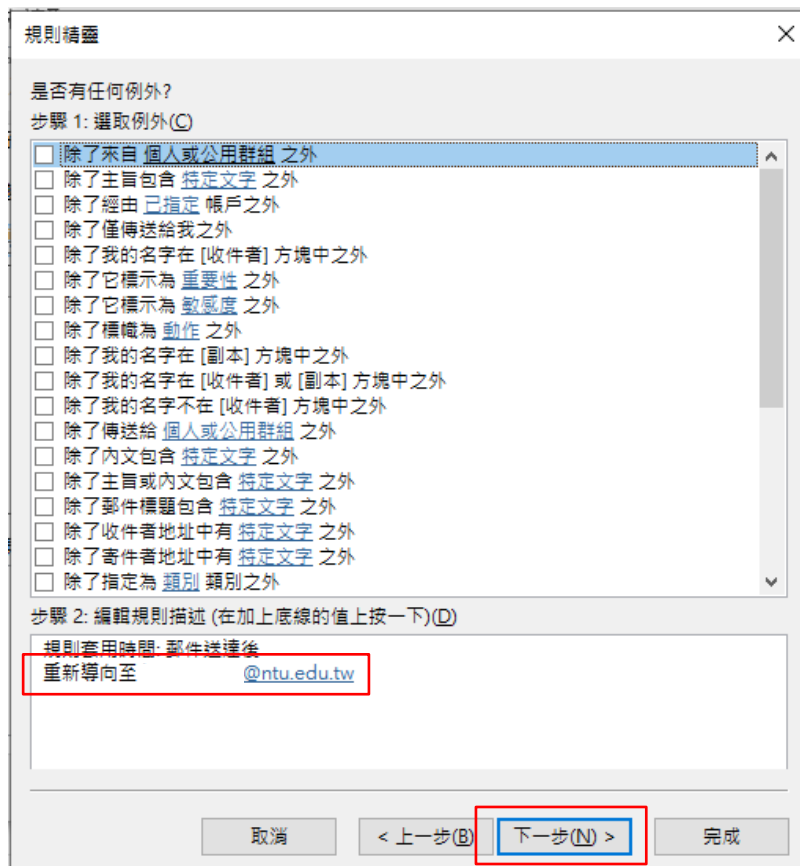 規則精靈
是否有任何例外?
步驟 1: 選取例外(C)
除了來自 個人或公用群組 之外
除了主旨包含 特定文字 之外
除了經由 已指定 帳戶之外
除了僅傳送給我之外
除了我的名字在 [收件者] 方塊中之外
除了它標示為 重要性 之外
除了它標示為 敏感度 之外
除了標幟為 動作 之外
除了我的名字在 [副本] 方塊中之外
除了我的名字在 [收件者] 或 [副本] 方塊中之外
除了我的名字不在 [收件者] 方塊中之外
除了傳送給 個人或公用群組 之外
除了內文包含 特定文字 之外
除了主旨或內文包含 特定文字 之外
除了郵件標題包含 特定文字 之外
除了收件者地址中有 特定文字 之外
除了寄件者地址中有 特定文字 之外
除了指定為 類別 類別之外
步驟 2: 編輯規則描述 (在加上底線的值上按一下)(D)
規則套用時間: 郵件送達後
重新導向至 @ntu.edu.tw
取消 < 上一步(B) 下一步(N) > 完成